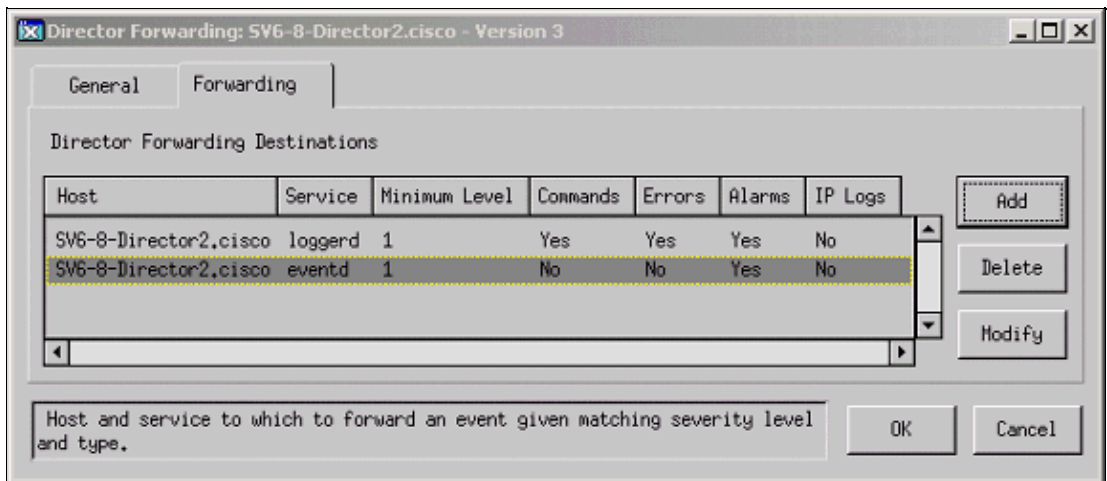 Director Forwarding: SV6-8-Director2.cisco - Version 3
General Forwarding
Director Forwarding Destinations
Host Service Minimum Level Commands Errors Alarms IP Logs
SV6-8-Director2.cisco loggerd 1 Yes Yes Yes No
SV6-8-Director2.cisco eventd 1 No No Yes No
Add
Delete
Modify
Host and service to which to forward an event given matching severity level
and type.
OK Cancel